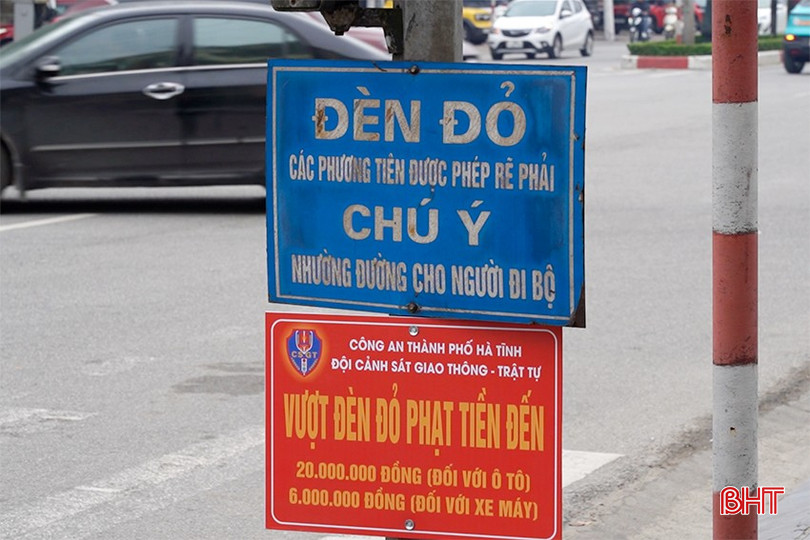 ĐÈN ĐỎ
CÁC PHƯƠNG TIỆN ĐƯỢC PHÉP RẼ PHẢI
CHÚ Ý
NHƯỜNG ĐƯỜNG CHO NGƯỜI ĐI BỘ
CSGT
CÔNG AN THÀNH PHỐ HÀ TĨNH
ĐỘI CẢNH SÁT GIAO THÔNG - TRẬT TỰ
VƯỢT ĐÈN ĐỎ PHẠT TIỀN ĐẾN
20.000.000 ĐỒNG (ĐỐI VỚI Ô TÔ)
6.000.000 ĐỒNG (ĐỐI VỚI XE MÁY)
BHT